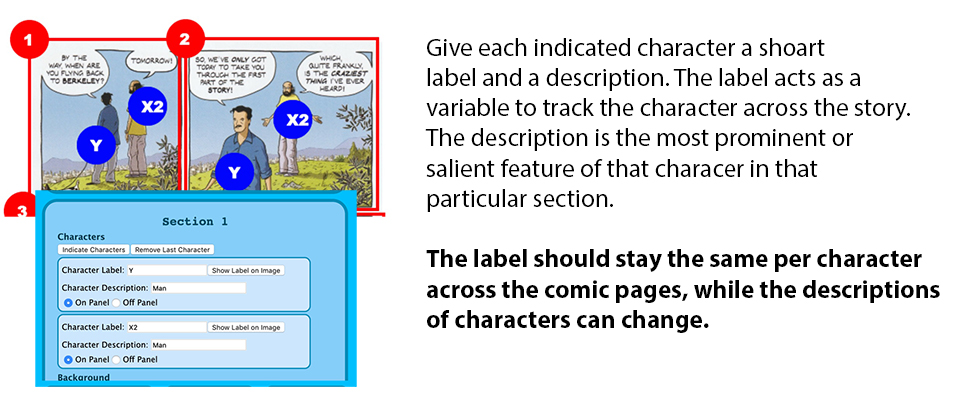 1
2
BY THE
WAY, WHEN ARE
YOU FLYING BACK
TO BERKELEY?
TOMORROW!
X2
Y
SO, WE'VE ONLY GOT
TODAY TO TAKE YOU
THROUGH THE FIRST
PART OF THE
STORY!
WHICH,
QUITE FRANKLY,
IS THE CRAZIEST
THING I'VE EVER
HEARD!
X2
Y
3
Section 1
Characters
Indicate Characters Remove Last Character
Character Label: Y Show Label on Image
Character Description: Man
On Panel Off Panel
Character Label: X2 Show Label on Image
Character Description: Man
On Panel Off Panel
Background
Give each indicated character a shoart
label and a description. The label acts as a
variable to track the character across the story.
The description is the most prominent or
salient feature of that characer in that
particular section.
The label should stay the same per character
across the comic pages, while the descriptions
of characters can change.